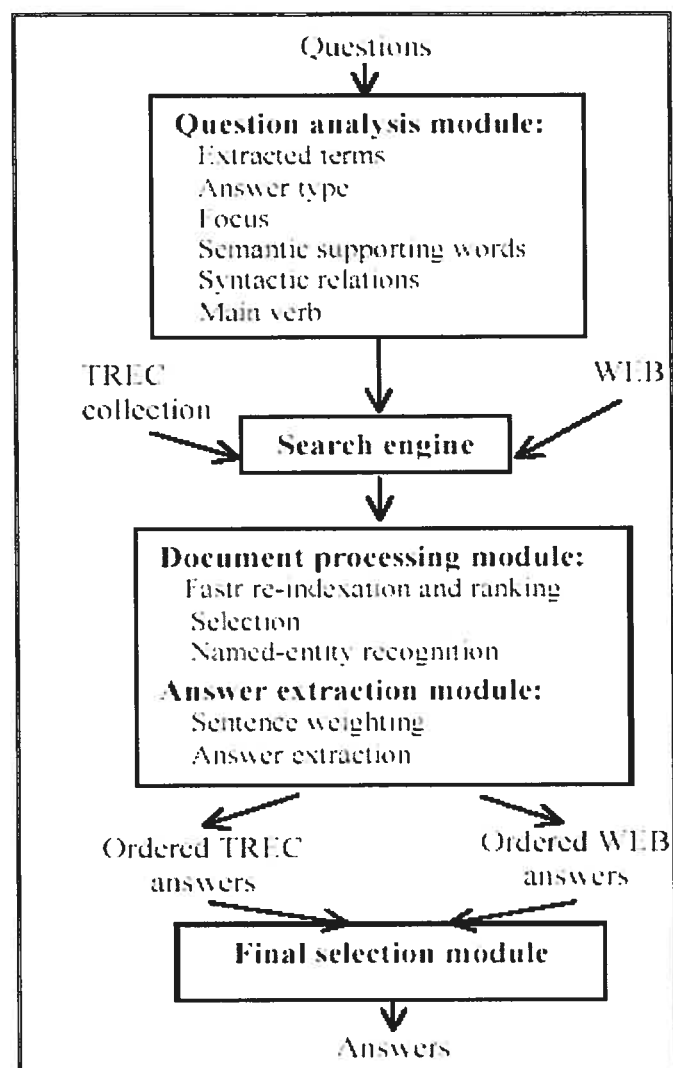 Questions
Question analysis module:
Extracted terms
Answer type
Focus
Semantic supporting words
Syntactic relations
Main verb
TREC
collection
WEB
Search engine
Document processing module:
Fastr re-indexation and ranking
Selection
Named-entity recognition
Answer extraction module:
Sentence weighting
Answer extraction
Ordered TREC
answers
Ordered WEB
answers
Final selection module
Answers